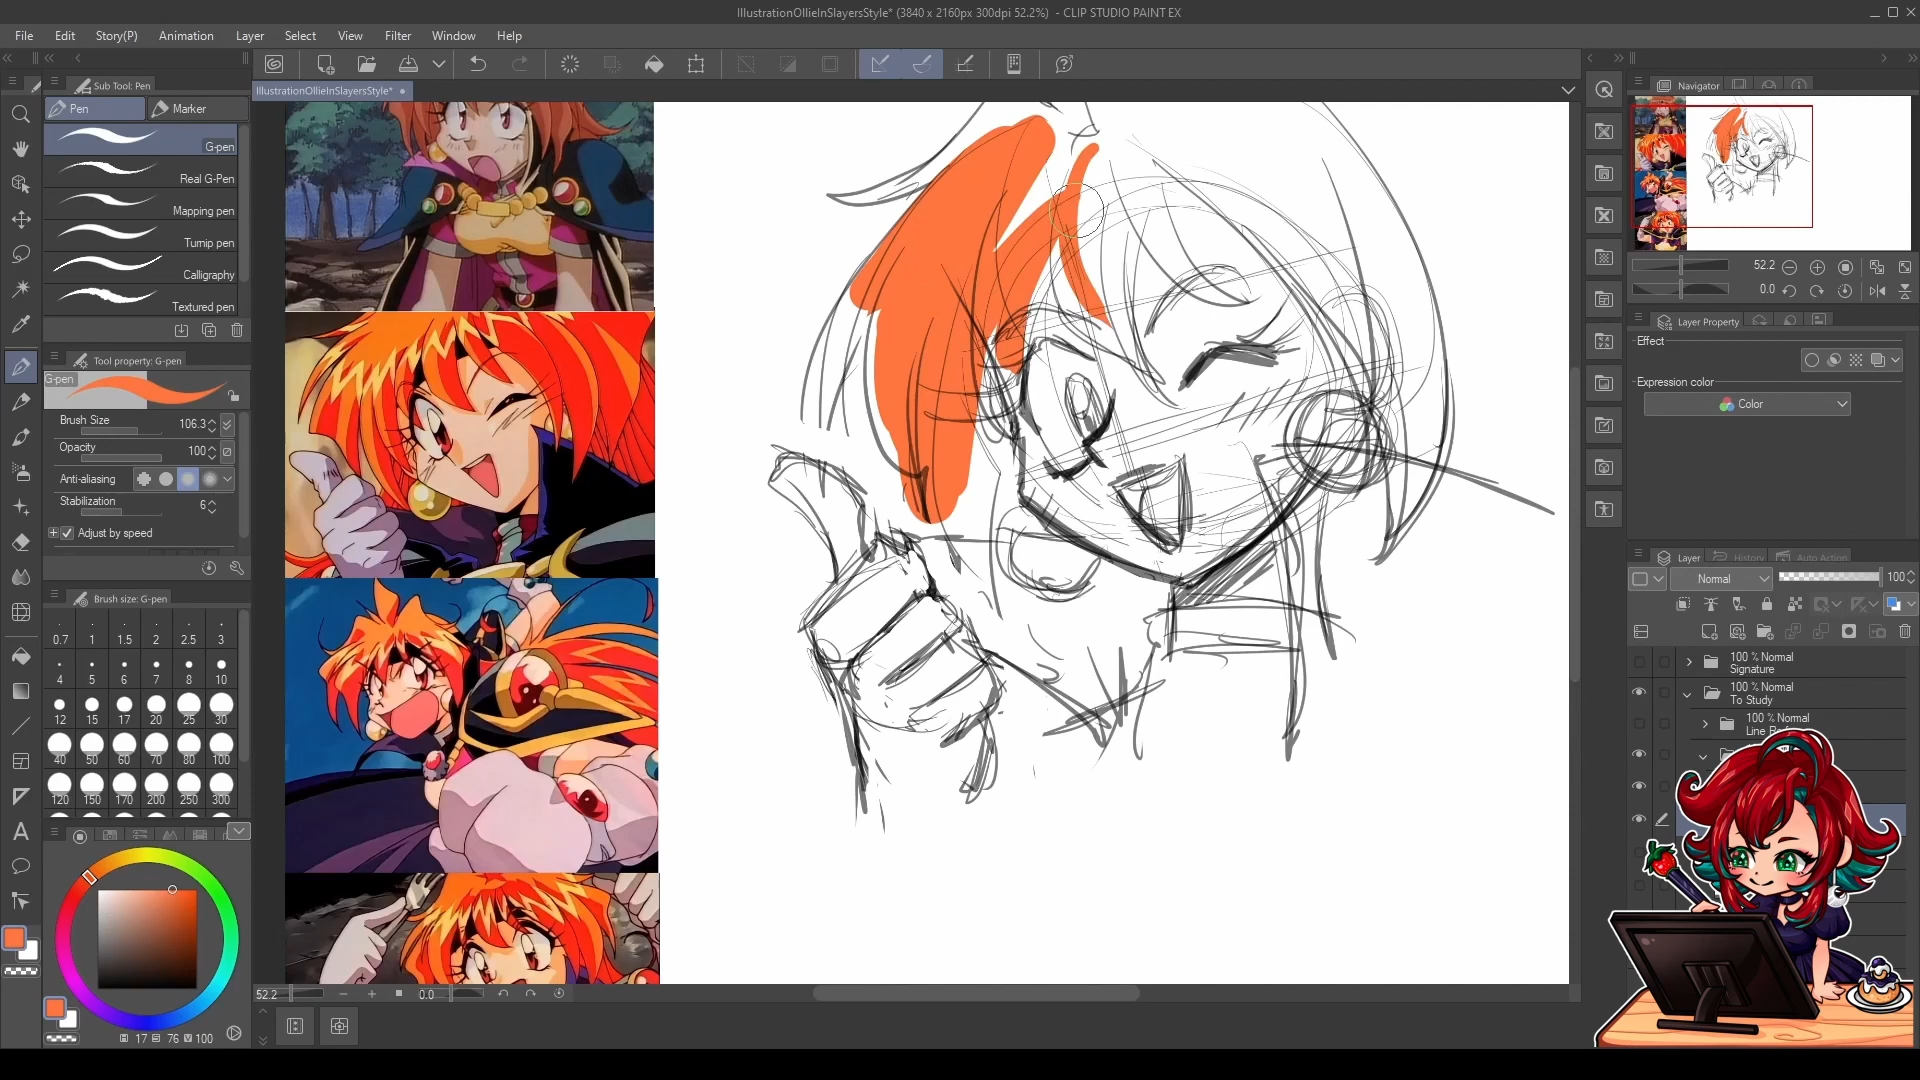 IllustrationOllieInSlayersStyle* (3840 x 2160px 300dpi 52.2%) - CLIP STUDIO PAINT EX
File Edit Story(P) Animation Layer Select View Filter Window Help
Sub Tool: Pen
Pen Marker
IllustrationOllieInSlayersStyle*
G-pen
Real G-Pen
Mapping pen
Turnip pen
Calligraphy
Textured pen
Tool property: G-pen
G-pen
Brush Size 106.3
Opacity 100
Anti-aliasing
Stabilization 6
Adjust by speed
Brush size: G-pen
0.7 1 1.5 2 2.5 3
4 5 6 7 8 10
12 15 17 20 25 30
40 50 60 70 80 100
120 150 170 200 250 300
17 76 100
52.2 0.0
Navigator
52.2
0.0
Layer Property
Effect
Expression color
Color
Layer History Auto Action
Normal 100
100 % Normal
Signature
100 % Normal
To Study
100 % Normal